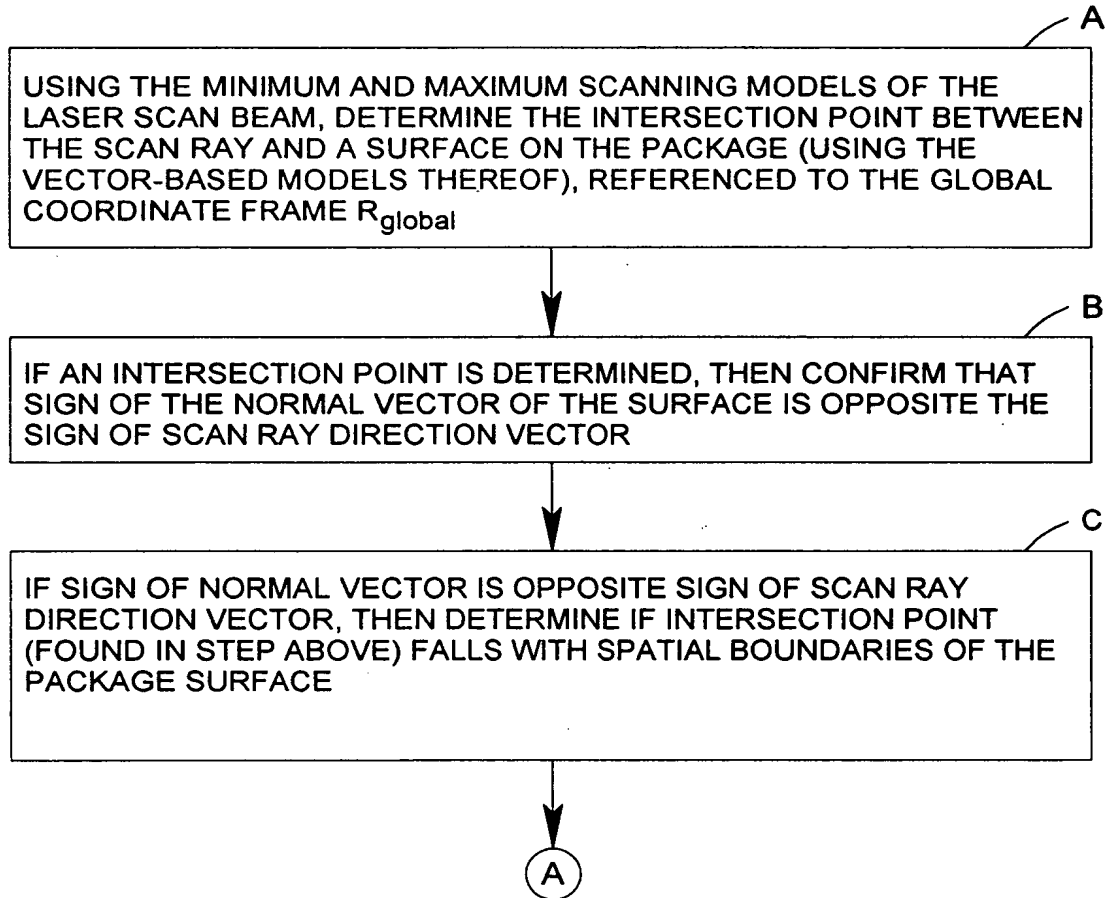 A
USING THE MINIMUM AND MAXIMUM SCANNING MODELS OF THE
LASER SCAN BEAM, DETERMINE THE INTERSECTION POINT BETWEEN
THE SCAN RAY AND A SURFACE ON THE PACKAGE (USING THE
VECTOR-BASED MODELS THEREOF), REFERENCED TO THE GLOBAL
COORDINATE FRAME Rglobal
B
IF AN INTERSECTION POINT IS DETERMINED, THEN CONFIRM THAT
SIGN OF THE NORMAL VECTOR OF THE SURFACE IS OPPOSITE THE
SIGN OF SCAN RAY DIRECTION VECTOR
C
IF SIGN OF NORMAL VECTOR IS OPPOSITE SIGN OF SCAN RAY
DIRECTION VECTOR, THEN DETERMINE IF INTERSECTION POINT
(FOUND IN STEP ABOVE) FALLS WITH SPATIAL BOUNDARIES OF THE
PACKAGE SURFACE
A